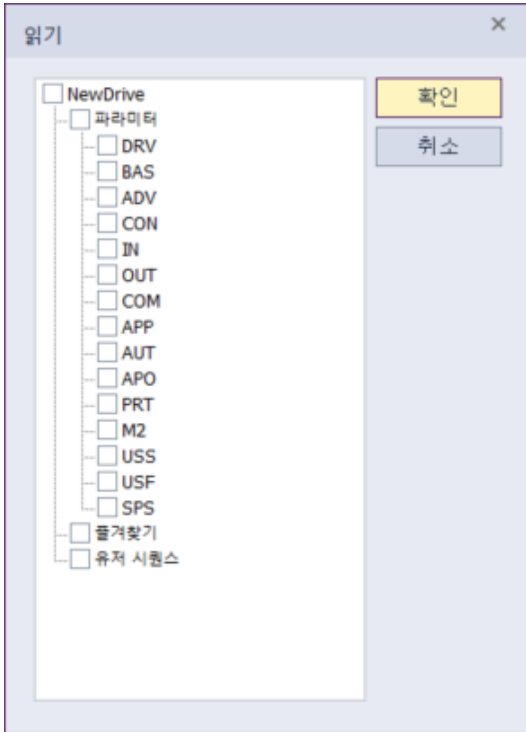 읽기
NewDrive
파라미터
DRV
BAS
ADV
CON
IN
OUT
COM
APP
AUT
APO
PRT
M2
USS
USF
SPS
즐겨찾기
유저 시퀀스
확인
취소